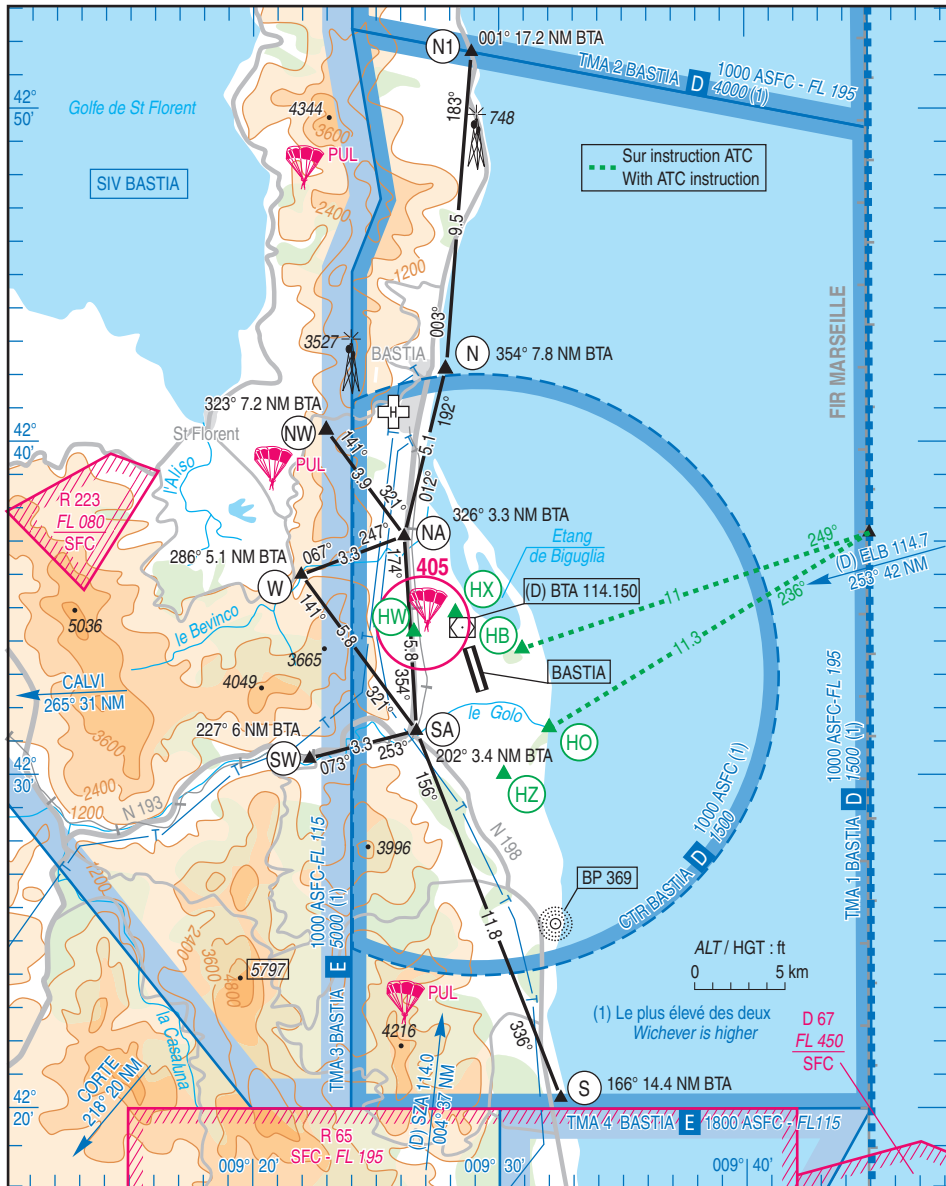 N1
001° 17.2 NM BTA
TMA 2 BASTIA D 1000 ASFC - FL 195
4000 (1)
42°
50'
Golfe de St Florent
4344
3600
PUL
183°
748
Sur instruction ATC
With ATC instruction
SIV BASTIA
2400
9.5
1200
FIR MARSEILLE
003°
3527
BASTIA
N
354° 7.8 NM BTA
323° 7.2 NM BTA
192°
NW
St Florent
42°
40'
l'Aliso
PUL
141°
3.9
321°
5.1
012°
R 223
FL 080
SFC
NA
326° 3.3 NM BTA
286° 5.1 NM BTA
067°
3.3
247°
174°
Etang
de Biguglia
249°
(D) ELB 114.7
253° 42 NM
W
405
HX
(D) BTA 114.150
11
236°
5036
le Bevinco
141°
5.8
HW
HB
11.3
3665
5.8
BASTIA
4049
CALVI
265° 31 NM
354°
321°
le Golo
3600
227° 6 NM BTA
SA
HO
SW
073°
3.3
253°
202° 3.4 NM BTA
42°
30'
HZ
2400
1200
N 193
156°
N 198
1000 ASFC (1)
1500
CTR BASTIA D
1000 ASFC-FL 195
1500 (1)
TMA 1 BASTIA D
3996
1200
1000 ASFC-FL 115
5000 (1)
TMA 3 BASTIA E
BP 369
11.8
2400
3600
4800
5797
ALT / HGT : ft
0 5 km
PUL
la Casaluna
(1) Le plus élevé des deux
Wichever is higher
D 67
FL 450
SFC
4216
336°
CORTE
218° 20 NM
(D) SZA 114.0
004° 37 NM
S
166° 14.4 NM BTA
42°
20'
TMA 4 BASTIA E 1800 ASFC - FL115
R 65
SFC - FL 195
009° 20'
009° 30'
009° 40'